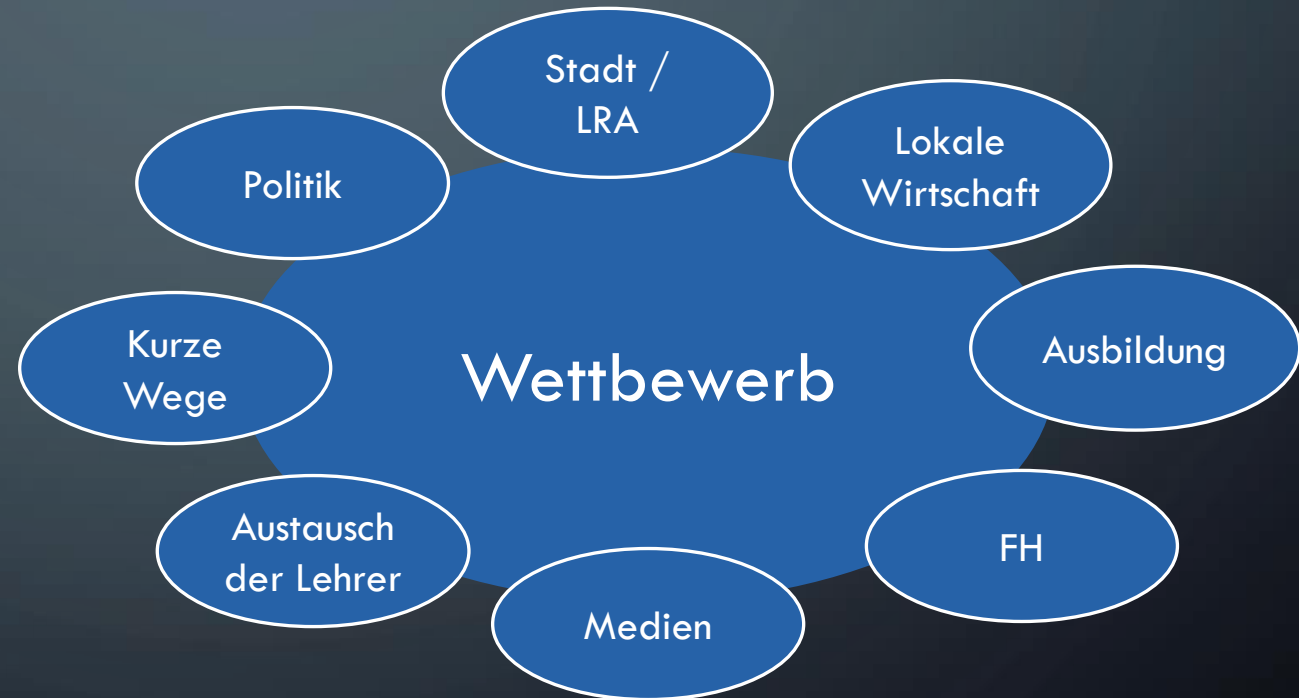 Stadt /
LRA
Lokale
Wirtschaft
Politik
Kurze
Wege
Wettbewerb
Ausbildung
Austausch
der Lehrer
FH
Medien